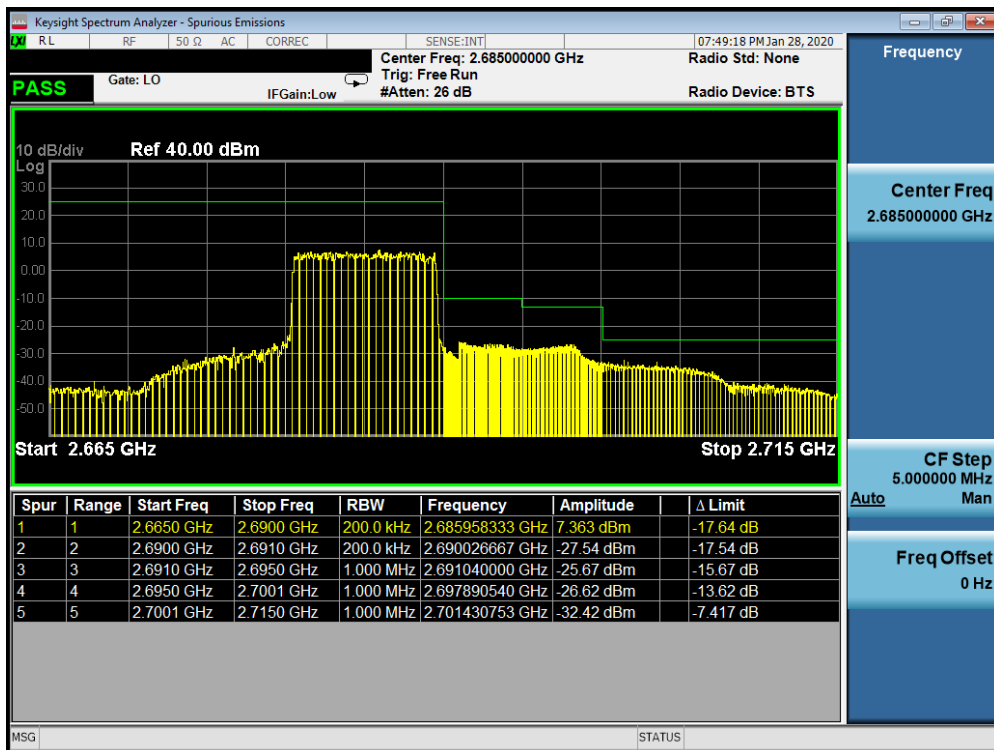 Keysight Spectrum Analyzer - Spurious Emissions
LXI RL RF 50 Ω AC CORREC SENSE:INT 07:49:18 PM Jan 28, 2020
Center Freq: 2.685000000 GHz Radio Std: None
Gate: LO Trig: Free Run
PASS IFGain:Low #Atten: 26 dB Radio Device: BTS
10 dB/div Ref 40.00 dBm
Log
30.0
20.0
10.0
0.00
-10.0
-20.0
-30.0
-40.0
-50.0
Start 2.665 GHz Stop 2.715 GHz
Spur Range Start Freq Stop Freq RBW Frequency Amplitude Δ Limit
1 1 2.6650 GHz 2.6900 GHz 200.0 kHz 2.685958333 GHz 7.363 dBm -17.64 dB
2 2 2.6900 GHz 2.6910 GHz 200.0 kHz 2.690026667 GHz -27.54 dBm -17.54 dB
3 3 2.6910 GHz 2.6950 GHz 1.000 MHz 2.691040000 GHz -25.67 dBm -15.67 dB
4 4 2.6950 GHz 2.7001 GHz 1.000 MHz 2.697890540 GHz -26.62 dBm -13.62 dB
5 5 2.7001 GHz 2.7150 GHz 1.000 MHz 2.701430753 GHz -32.42 dBm -7.417 dB
MSG STATUS
Frequency
Center Freq
2.685000000 GHz
CF Step
5.000000 MHz
Auto Man
Freq Offset
0 Hz